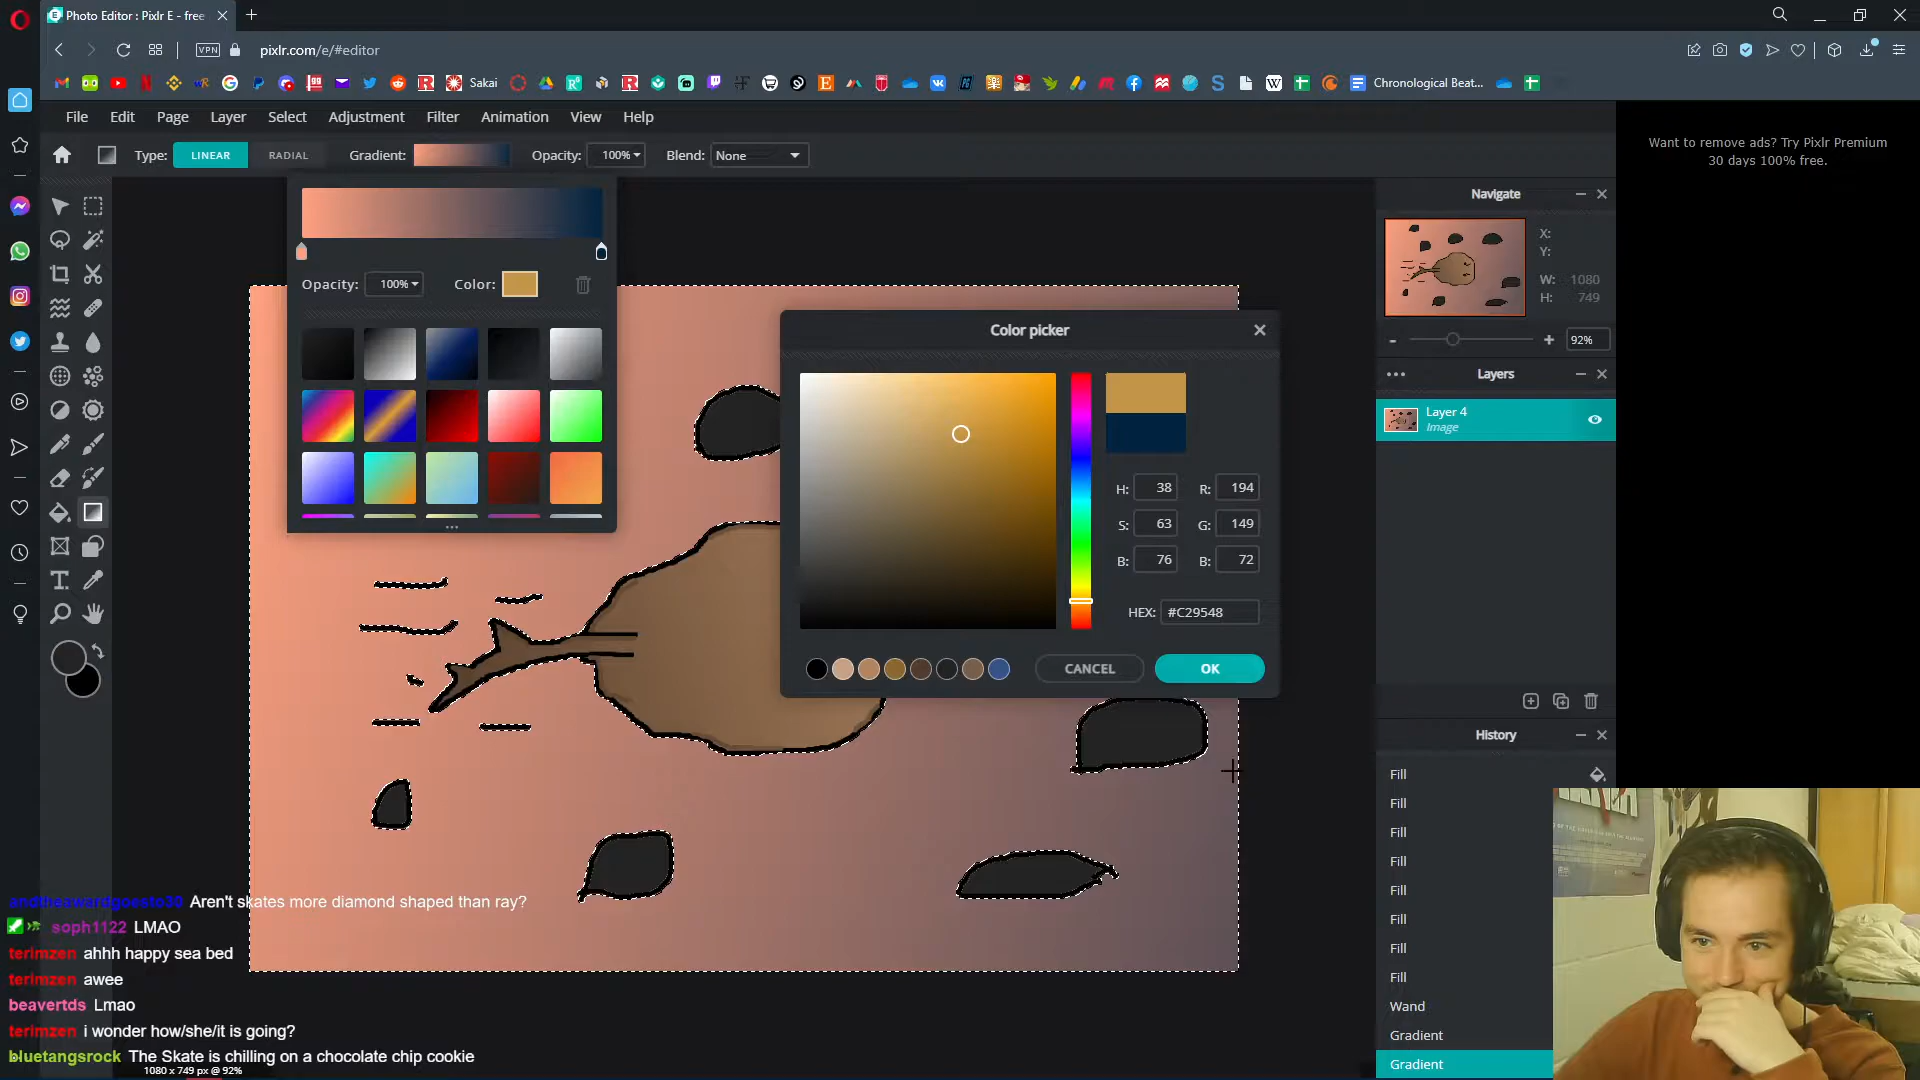 Photo Editor : Pixlr E - free
VPN
pixlr.com/e/#editor
Sakai
Chronological Beat...
File Edit Page Layer Select Adjustment Filter Animation View Help
Type: LINEAR RADIAL Gradient: Opacity: 100% Blend: None
Want to remove ads? Try Pixlr Premium
30 days 100% free.
Navigate
X:
Y:
W: 1080
H: 749
92%
Opacity: 100% Color:
Color picker
H: 38 R: 194
S: 63 G: 149
B: 76 B: 72
HEX: #C29548
CANCEL OK
Layers
Layer 4
Image
History
Fill
Fill
Fill
Fill
Fill
Fill
Fill
Fill
Wand
Gradient
Gradient
andtheawardgoesto30 Aren't skates more diamond shaped than ray?
soph1122 LMAO
terimzen ahhh happy sea bed
terimzen awee
beavertds Lmao
terimzen i wonder how/she/it is going?
bluetangsrock The Skate is chilling on a chocolate chip cookie
1080 x 749 px @ 92%